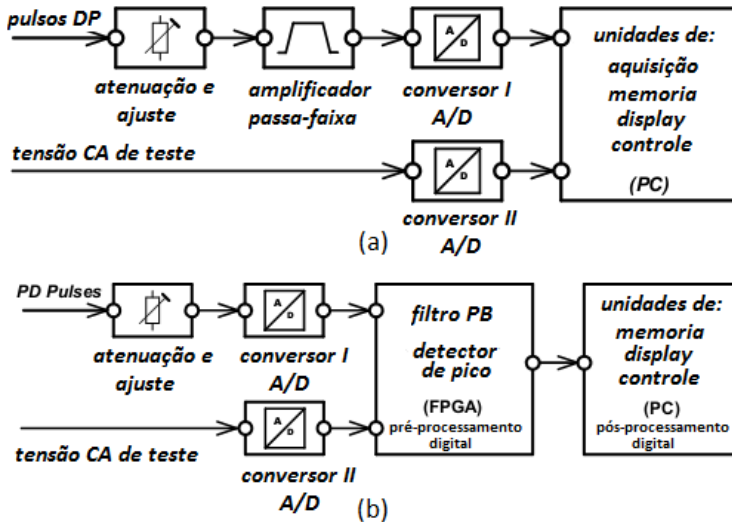 pulsos DP
atenuação e
ajuste
amplificador
passa-faixa
A
D
conversor I
A/D
unidades de:
aquisição
memoria
display
controle
(PC)
tensão CA de teste
A
D
conversor II
A/D
(a)
PD Pulses
atenuação e
ajuste
A
D
conversor I
A/D
filtro PB
detector
de pico
(FPGA)
pré-processamento
digital
unidades de:
memoria
display
controle
(PC)
pós-processamento
digital
tensão CA de teste
A
D
conversor II
A/D
(b)